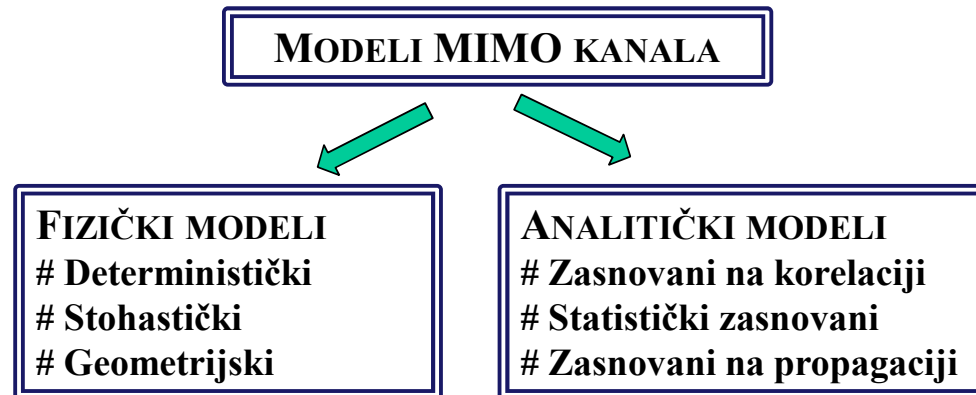 MODELI MIMO KANALA
FIZIČKI MODELI
# Deterministički
# Stohastički
# Geometrijski
ANALITIČKI MODELI
# Zasnovani na korelaciji
# Statistički zasnovani
# Zasnovani na propagaciji